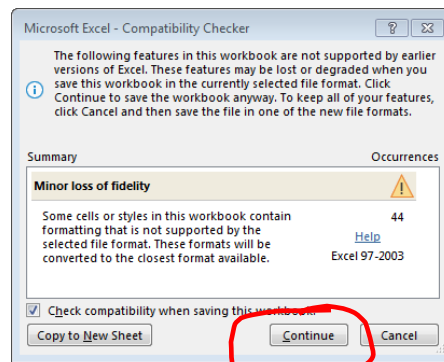 Microsoft Excel - Compatibility Checker
The following features in this workbook are not supported by earlier
versions of Excel. These features may be lost or degraded when you
save this workbook in the currently selected file format. Click
Continue to save the workbook anyway. To keep all of your features,
click Cancel and then save the file in one of the new file formats.
Summary Occurrences
Minor loss of fidelity
Some cells or styles in this workbook contain 44
formatting that is not supported by the Help
selected file format. These formats will be Excel 97-2003
converted to the closest format available.
Check compatibility when saving this workbook.
Copy to New Sheet Continue Cancel